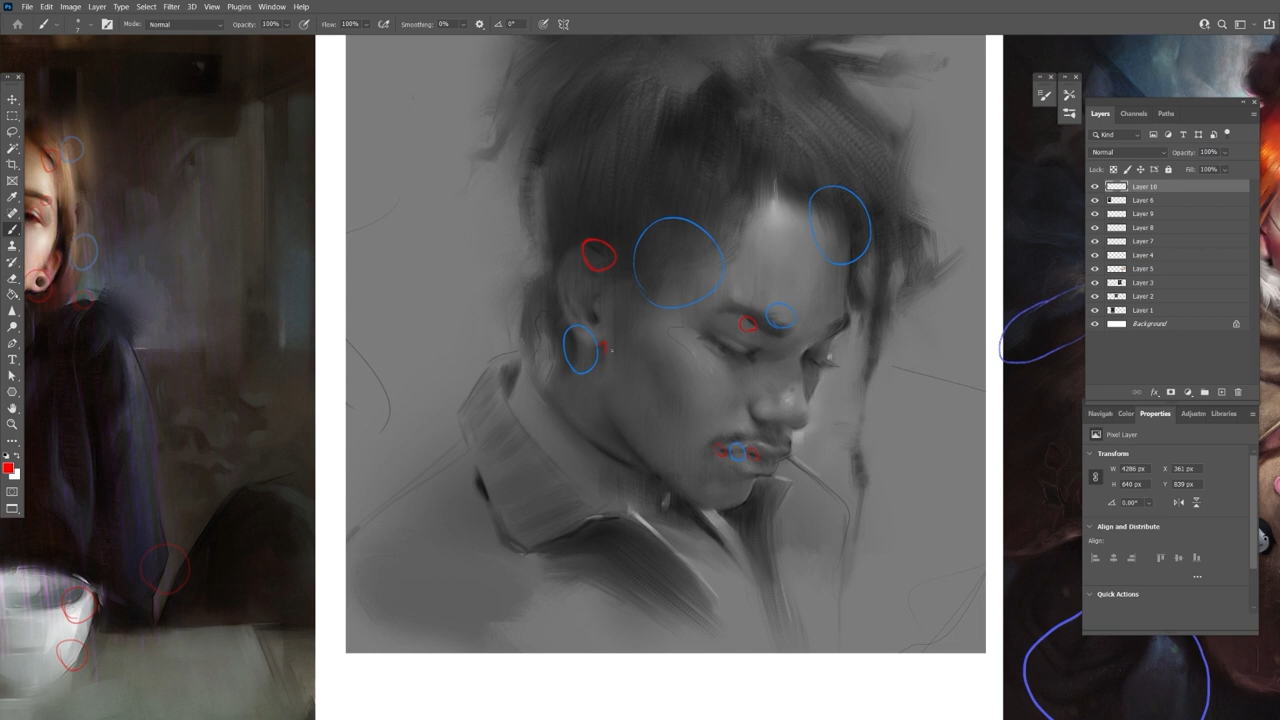 Ps File Edit Image Layer Type Select Filter 3D View Plugins Window Help
7 Mode: Normal Opacity: 100% Flow: 100% Smoothing: 0% 0°
Layers Channels Paths
Kind
Normal Opacity: 100%
Lock: Fill: 100%
Layer 10
Layer 6
Layer 9
Layer 8
Layer 7
Layer 4
Layer 5
Layer 3
Layer 2
Layer 1
Background
fx
Navigat Color Properties Adjustm Libraries
Pixel Layer
Transform
W 4286 px X 361 px
H 640 px Y 839 px
0.00°
Align and Distribute
Align:
Quick Actions